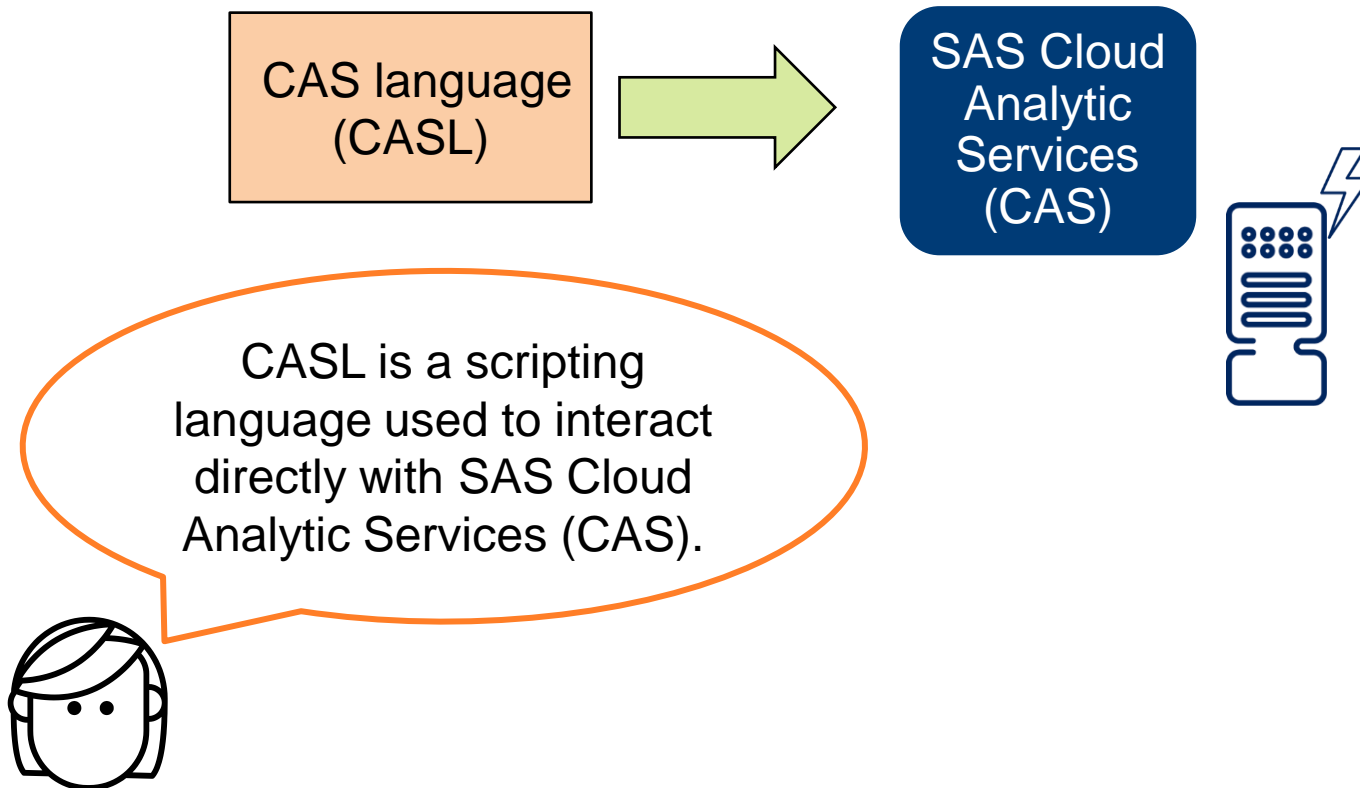 CAS language
(CASL)
SAS Cloud
Analytic
Services
(CAS)
CASL is a scripting
language used to interact
directly with SAS Cloud
Analytic Services (CAS).